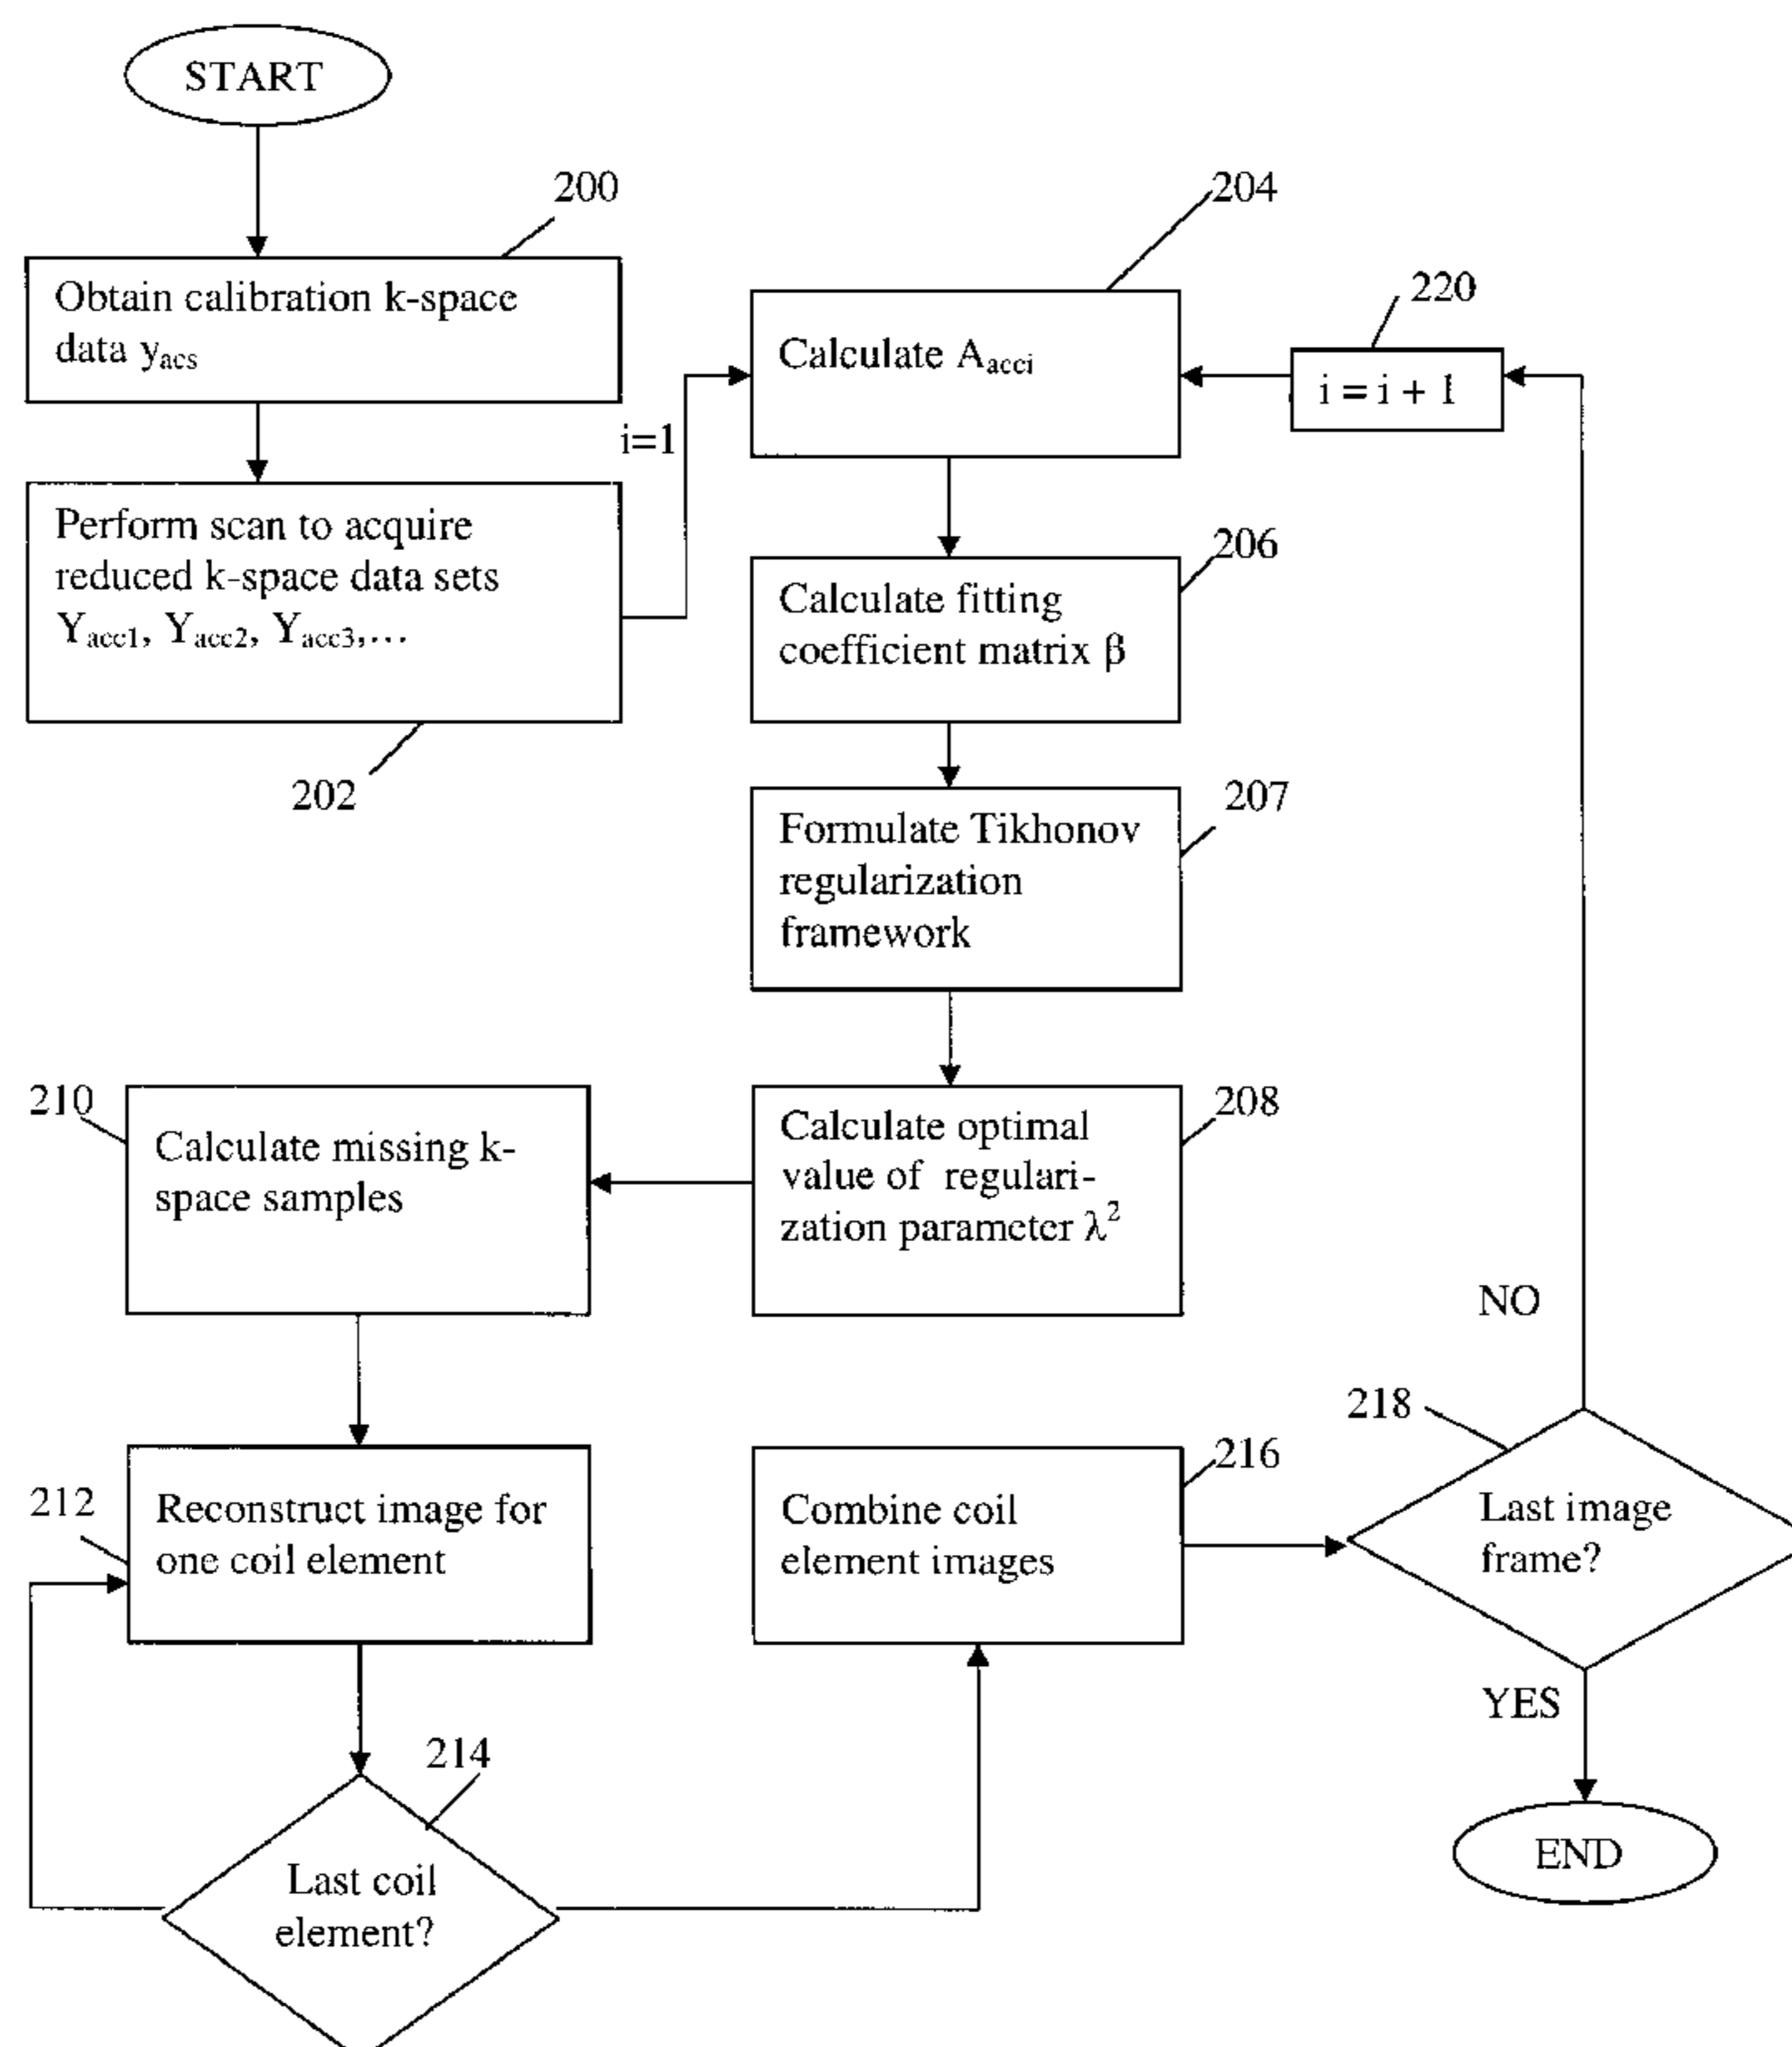 START
200
Obtain calibration k-space
data yacs
Perform scan to acquire
reduced k-space data sets
Yacc1, Yacc2, Yacc3,...
202
i=1
204
Calculate Aacci
220
i = i + 1
206
Calculate fitting
coefficient matrix β
207
Formulate Tikhonov
regularization
framework
208
Calculate optimal
value of regulari-
zation parameter λ²
210
Calculate missing k-
space samples
212
Reconstruct image for
one coil element
214
Last coil
element?
216
Combine coil
element images
218
Last image
frame?
NO
YES
END